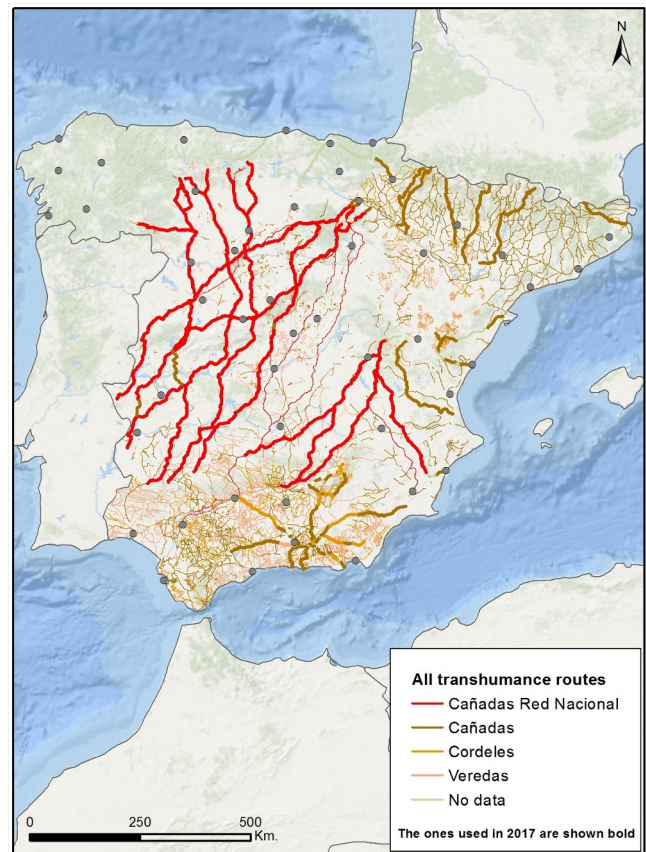 N
All transhumance routes
Cañadas Red Nacional
Cañadas
Cordeles
Veredas
No data
The ones used in 2017 are shown bold
0 250 500
Km.